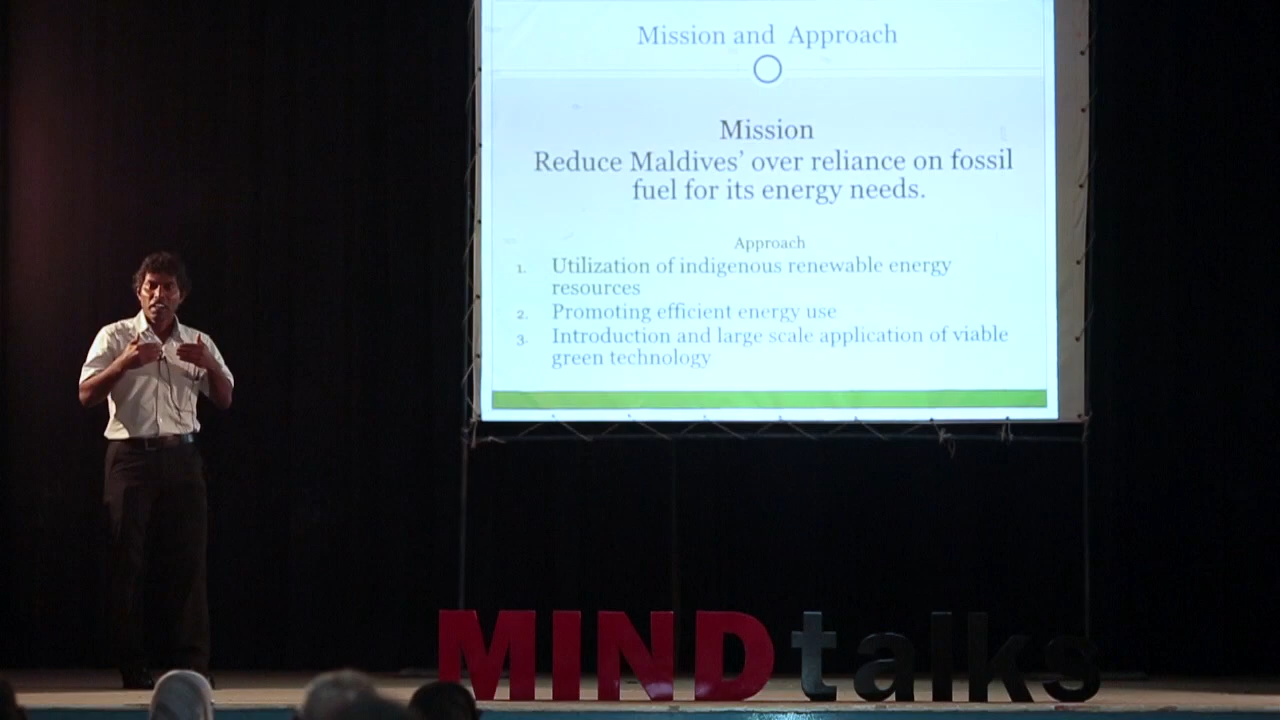 Mission and Approach
Mission
Reduce Maldives’ over reliance on fossil
fuel for its energy needs.
Approach
1. Utilization of indigenous renewable energy
resources
2. Promoting efficient energy use
3. Introduction and large scale application of viable
green technology
MIND talks